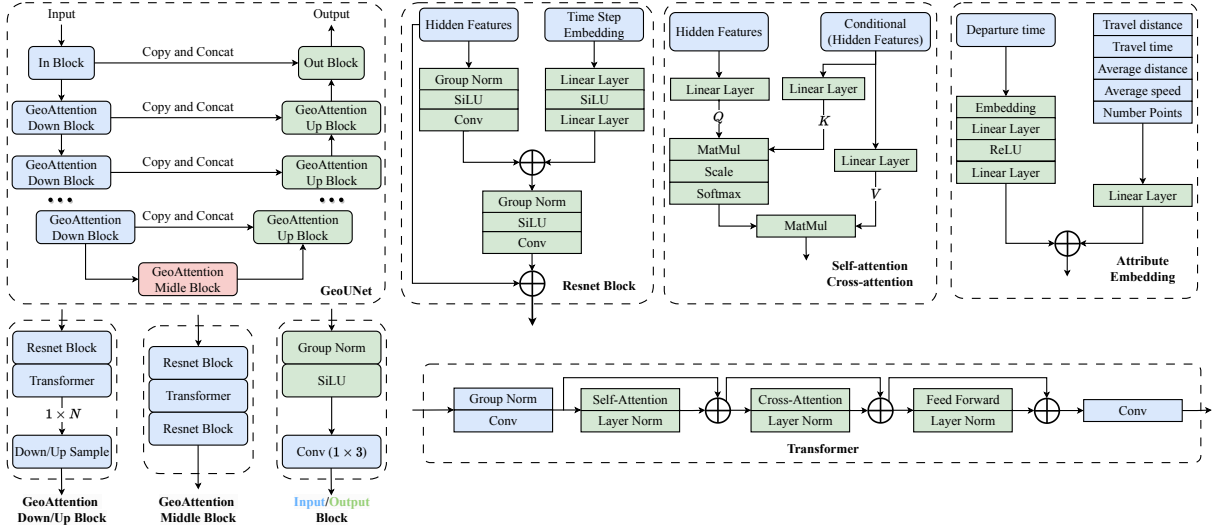 Input
Output
In Block
Copy and Concat
Out Block
GeoAttention
Down Block
Copy and Concat
GeoAttention
Up Block
GeoAttention
Down Block
Copy and Concat
GeoAttention
Up Block
•••
•••
GeoAttention
Down Block
Copy and Concat
GeoAttention
Up Block
GeoAttention
Midle Block
GeoUNet
Hidden Features
Time Step
Embedding
Group Norm
SiLU
Conv
Linear Layer
SiLU
Linear Layer
Group Norm
SiLU
Conv
Resnet Block
Hidden Features
Conditional
(Hidden Features)
Linear Layer
Linear Layer
Q
K
MatMul
Scale
Softmax
Linear Layer
V
MatMul
Self-attention
Cross-attention
Departure time
Travel distance
Travel time
Average distance
Average speed
Number Points
Embedding
Linear Layer
ReLU
Linear Layer
Linear Layer
Attribute
Embedding
Resnet Block
Transformer
1 × N
Down/Up Sample
GeoAttention
Down/Up Block
Resnet Block
Transformer
Resnet Block
GeoAttention
Middle Block
Group Norm
SiLU
Conv (1 × 3)
Input/Output
Block
Group Norm
Conv
Self-Attention
Layer Norm
Cross-Attention
Layer Norm
Feed Forward
Layer Norm
Conv
Transformer